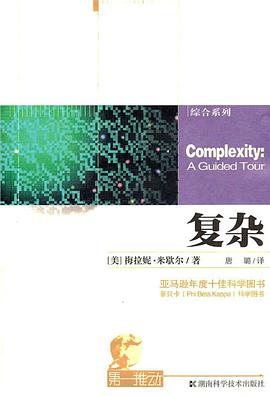 综合系列
Complexity:
A Guided Tour
复杂
[美] 梅拉妮·米歇尔／著
唐 璐／译
亚马逊年度十佳科学图书
斐贝卡 [Phi Beta Kappa] 科学图书
第一推动
湖南科学技术出版社